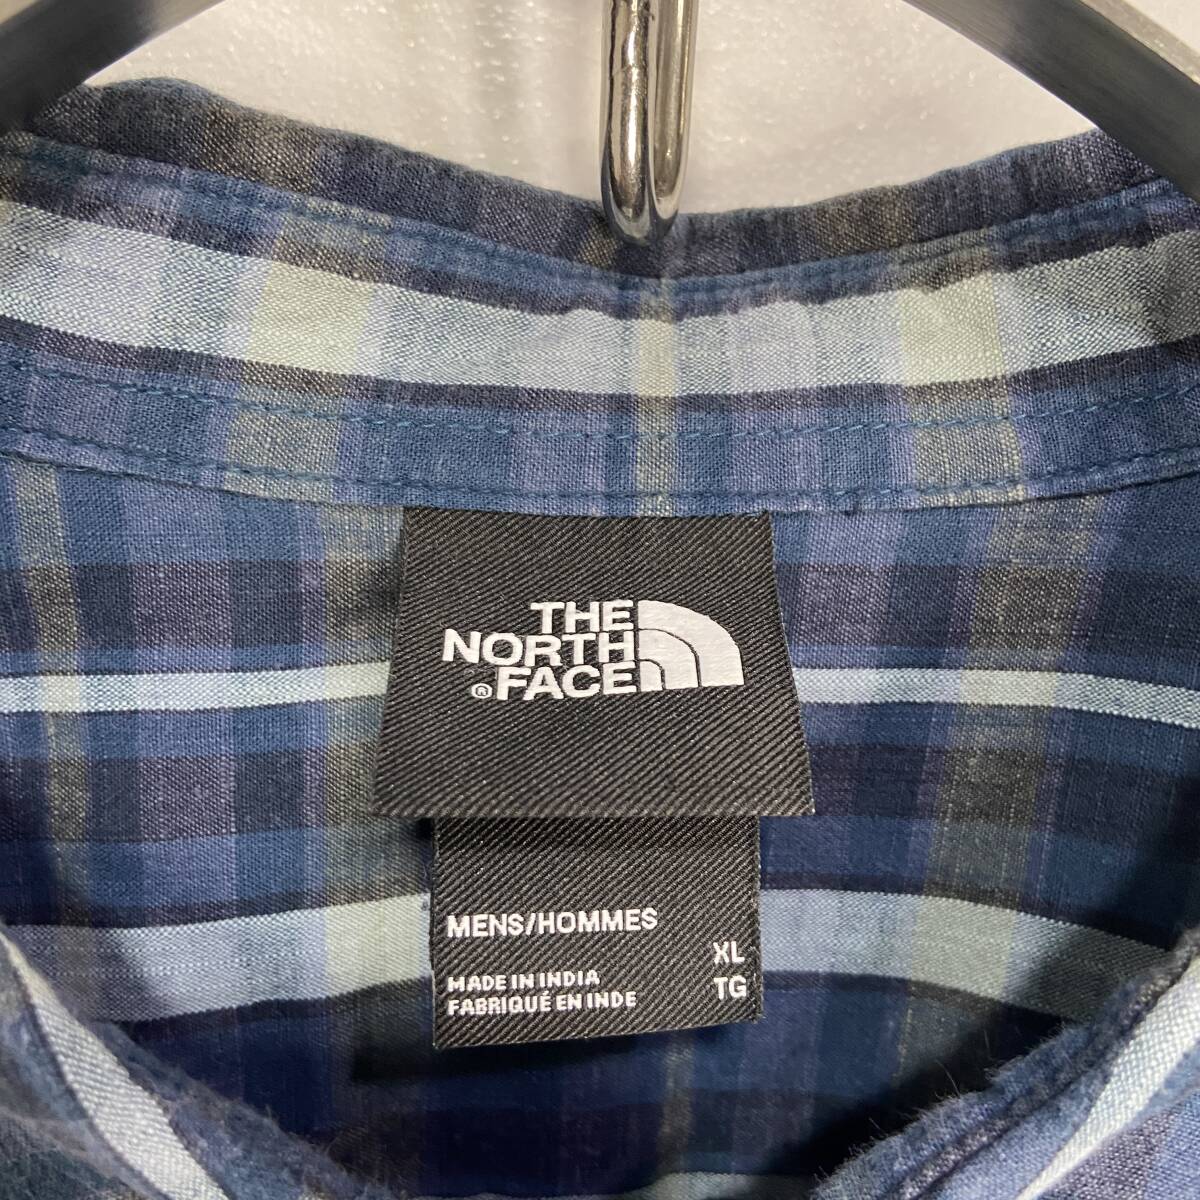 THE
NORTH
® FACE
MENS/HOMMES
XL
MADE IN INDIA
TG
FABRIQUÉ EN INDE